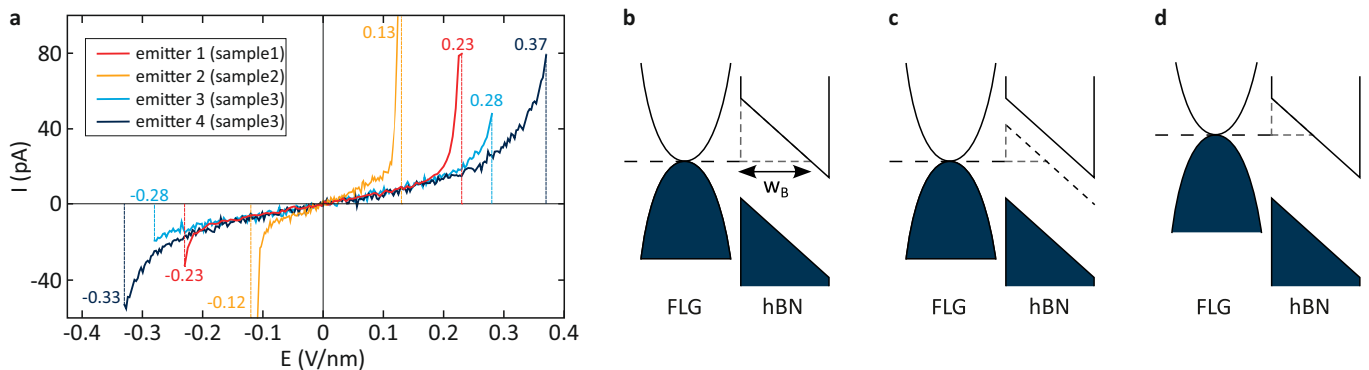 a
I (pA)
80
40
0
-40
emitter 1 (sample1)
emitter 2 (sample2)
emitter 3 (sample3)
emitter 4 (sample3)
0.13
0.23
0.37
0.28
-0.28
-0.23
-0.33
-0.12
-0.4 -0.3 -0.2 -0.1 0 0.1 0.2 0.3 0.4
E (V/nm)
b
w_B
FLG hBN
c
FLG hBN
d
FLG hBN